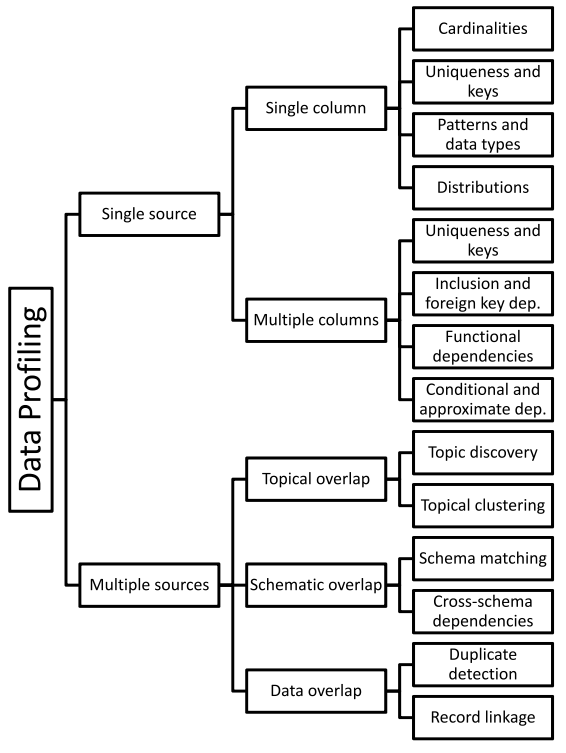 Data Profiling
Single source
Single column
Cardinalities
Uniqueness and
keys
Patterns and
data types
Distributions
Multiple columns
Uniqueness and
keys
Inclusion and
foreign key dep.
Functional
dependencies
Conditional and
approximate dep.
Multiple sources
Topical overlap
Topic discovery
Topical clustering
Schematic overlap
Schema matching
Cross-schema
dependencies
Data overlap
Duplicate
detection
Record linkage